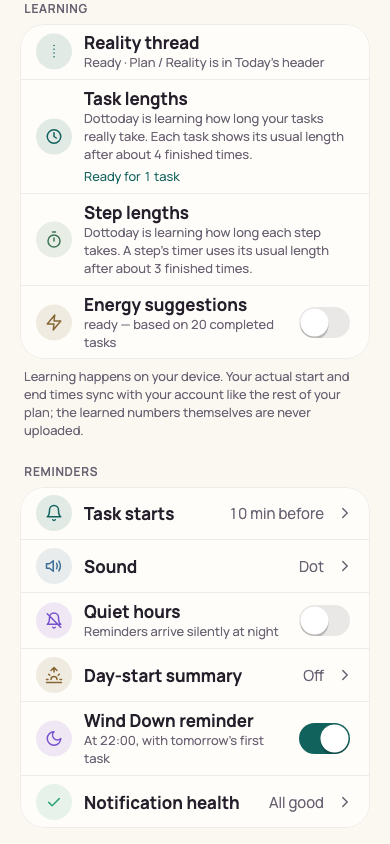 LEARNING
Reality thread
Ready · Plan / Reality is in Today's header
Task lengths
Dottoday is learning how long your tasks
really take. Each task shows its usual length
after about 4 finished times.
Ready for 1 task
Step lengths
Dottoday is learning how long each step
takes. A step's timer uses its usual length
after about 3 finished times.
Energy suggestions
ready — based on 20 completed
tasks
Learning happens on your device. Your actual start and
end times sync with your account like the rest of your
plan; the learned numbers themselves are never
uploaded.
REMINDERS
Task starts 10 min before
Sound Dot
Quiet hours
Reminders arrive silently at night
Day-start summary Off
Wind Down reminder
At 22:00, with tomorrow's first
task
Notification health All good